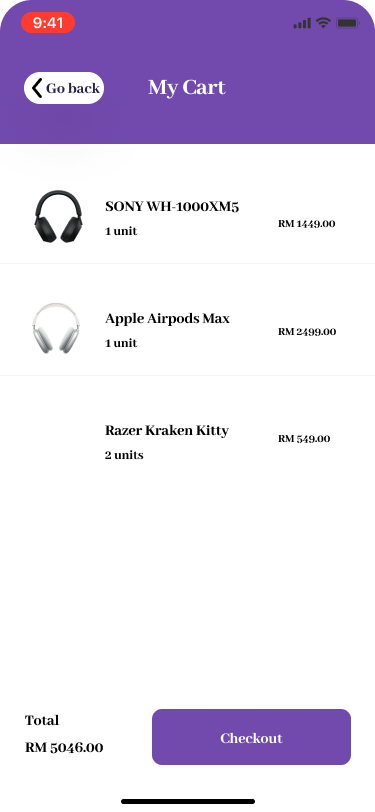 9:41
Go back
My Cart
SONY WH-1000XM5
1 unit
RM 1449.00
Apple Airpods Max
1 unit
RM 2499.00
Razer Kraken Kitty
2 units
RM 549.00
Total
RM 5046.00
Checkout